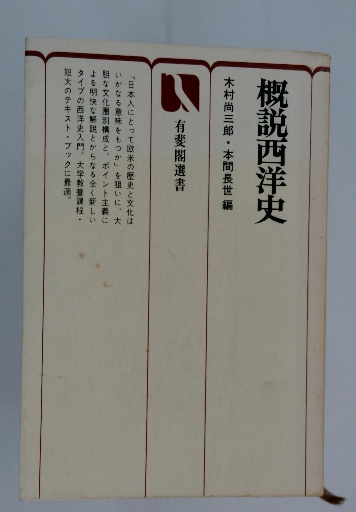 概説西洋史
木村尚三郎・本間長世 編
有斐閣選書
「日本人にとって欧米の歴史と文化は
いかなる意味をもつか」を狙いに、大
胆な文化圏別構成と、ポイント主義に
よる明快な解説とからなる全く新しい
タイプの西洋史入門。大学教養課程・
短大のテキスト・ブックに最適。